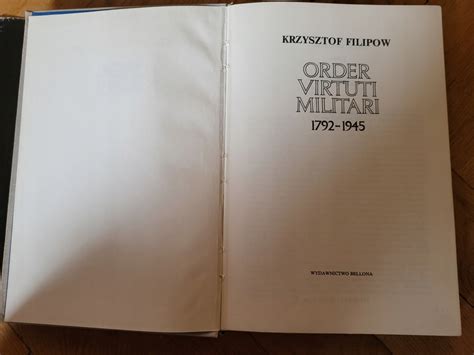 KRZYSZTOF FILIPOW
ORDER
VIRTUTI
MILITARI
1792-1945
WYDAWNICTWO BELLONA